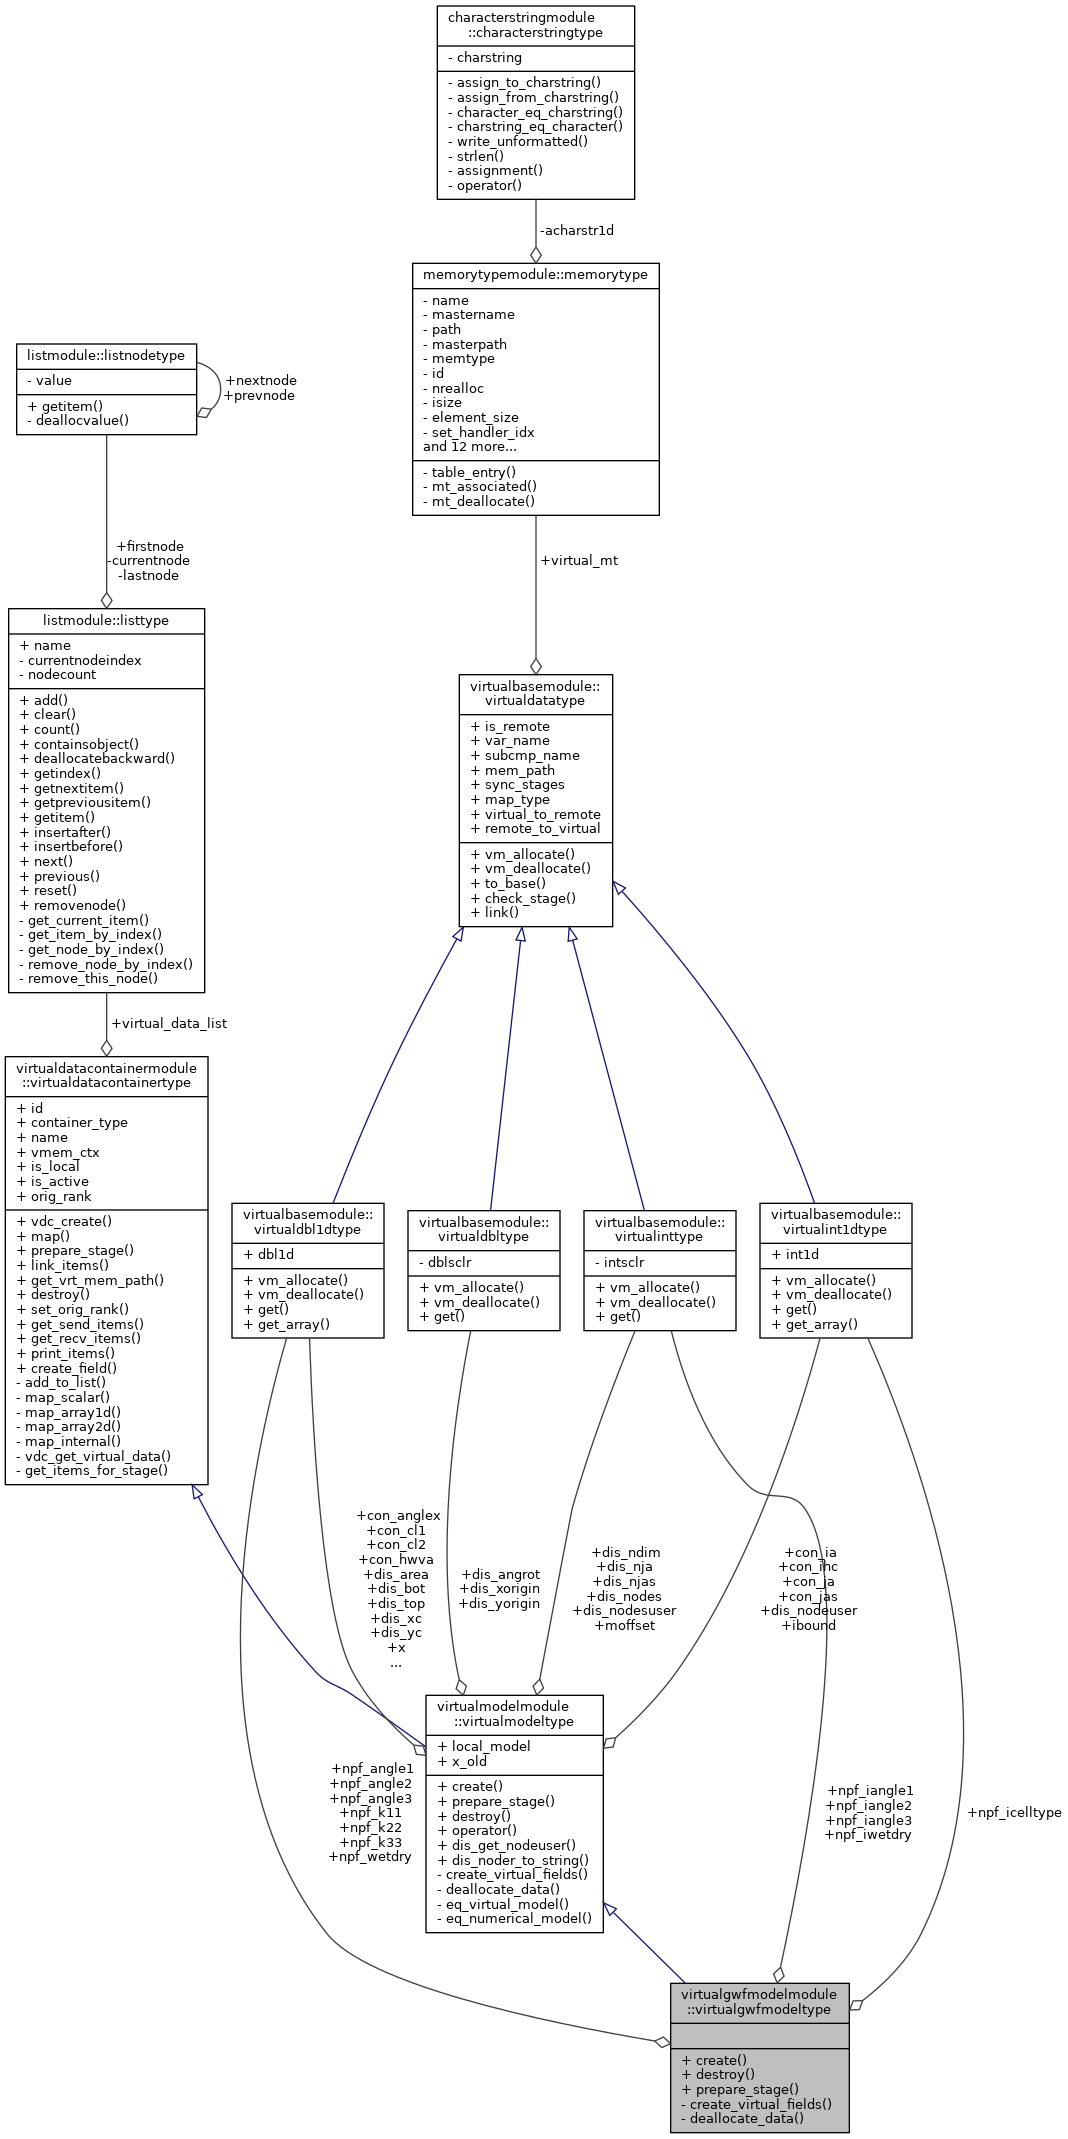 characterstringmodule
::characterstringtype
- charstring
- assign_to_charstring()
- assign_from_charstring()
- character_eq_charstring()
- charstring_eq_character()
- write_unformatted()
- strlen()
- assignment()
- operator()
-acharstr1d
memorytypemodule::memorytype
- name
- mastername
- path
- masterpath
- memtype
- id
- nrealloc
- isize
- element_size
- set_handler_idx
and 12 more...
- table_entry()
- mt_associated()
- mt_deallocate()
listmodule::listnodetype
- value
+ getitem()
- deallocvalue()
+nextnode
+prevnode
+firstnode
-currentnode
-lastnode
+virtual_mt
listmodule::listtype
+ name
- currentnodeindex
- nodecount
+ add()
+ clear()
+ count()
+ containsobject()
+ deallocatebackward()
+ getindex()
+ getnextitem()
+ getpreviousitem()
+ getitem()
+ insertafter()
+ insertbefore()
+ next()
+ previous()
+ reset()
+ removenode()
- get_current_item()
- get_item_by_index()
- get_node_by_index()
- remove_node_by_index()
- remove_this_node()
virtualbasemodule::
virtualdatatype
+ is_remote
+ var_name
+ subcmp_name
+ mem_path
+ sync_stages
+ map_type
+ virtual_to_remote
+ remote_to_virtual
+ vm_allocate()
+ vm_deallocate()
+ to_base()
+ check_stage()
+ link()
+virtual_data_list
virtualdatacontainermodule
::virtualdatacontainertype
+ id
+ container_type
+ name
+ vmem_ctx
+ is_local
+ is_active
+ orig_rank
+ vdc_create()
+ map()
+ prepare_stage()
+ link_items()
+ get_vrt_mem_path()
+ destroy()
+ set_orig_rank()
+ get_send_items()
+ get_recv_items()
+ print_items()
+ create_field()
- add_to_list()
- map_scalar()
- map_array1d()
- map_array2d()
- map_internal()
- vdc_get_virtual_data()
- get_items_for_stage()
virtualbasemodule::
virtualdbl1dtype
+ dbl1d
+ vm_allocate()
+ vm_deallocate()
+ get()
+ get_array()
virtualbasemodule::
virtualdbltype
- dblsclr
+ vm_allocate()
+ vm_deallocate()
+ get()
virtualbasemodule::
virtualinttype
- intsclr
+ vm_allocate()
+ vm_deallocate()
+ get()
virtualbasemodule::
virtualint1dtype
+ int1d
+ vm_allocate()
+ vm_deallocate()
+ get()
+ get_array()
+con_anglex
+con_cl1
+con_cl2
+con_hwva
+dis_area
+dis_bot
+dis_top
+dis_xc
+dis_yc
+x
...
+dis_angrot
+dis_xorigin
+dis_yorigin
+dis_ndim
+dis_nja
+dis_njas
+dis_nodes
+dis_nodesuser
+moffset
+con_ia
+con_ihc
+con_ja
+con_jas
+dis_nodeuser
+ibound
virtualmodelmodule
::virtualmodeltype
+ local_model
+ x_old
+ create()
+ prepare_stage()
+ destroy()
+ operator()
+ dis_get_nodeuser()
+ dis_noder_to_string()
- create_virtual_fields()
- deallocate_data()
- eq_virtual_model()
- eq_numerical_model()
+npf_angle1
+npf_angle2
+npf_angle3
+npf_k11
+npf_k22
+npf_k33
+npf_wetdry
+npf_iangle1
+npf_iangle2
+npf_iangle3
+npf_iwetdry
+npf_icelltype
virtualgwfmodelmodule
::virtualgwfmodeltype
+ create()
+ destroy()
+ prepare_stage()
- create_virtual_fields()
- deallocate_data()